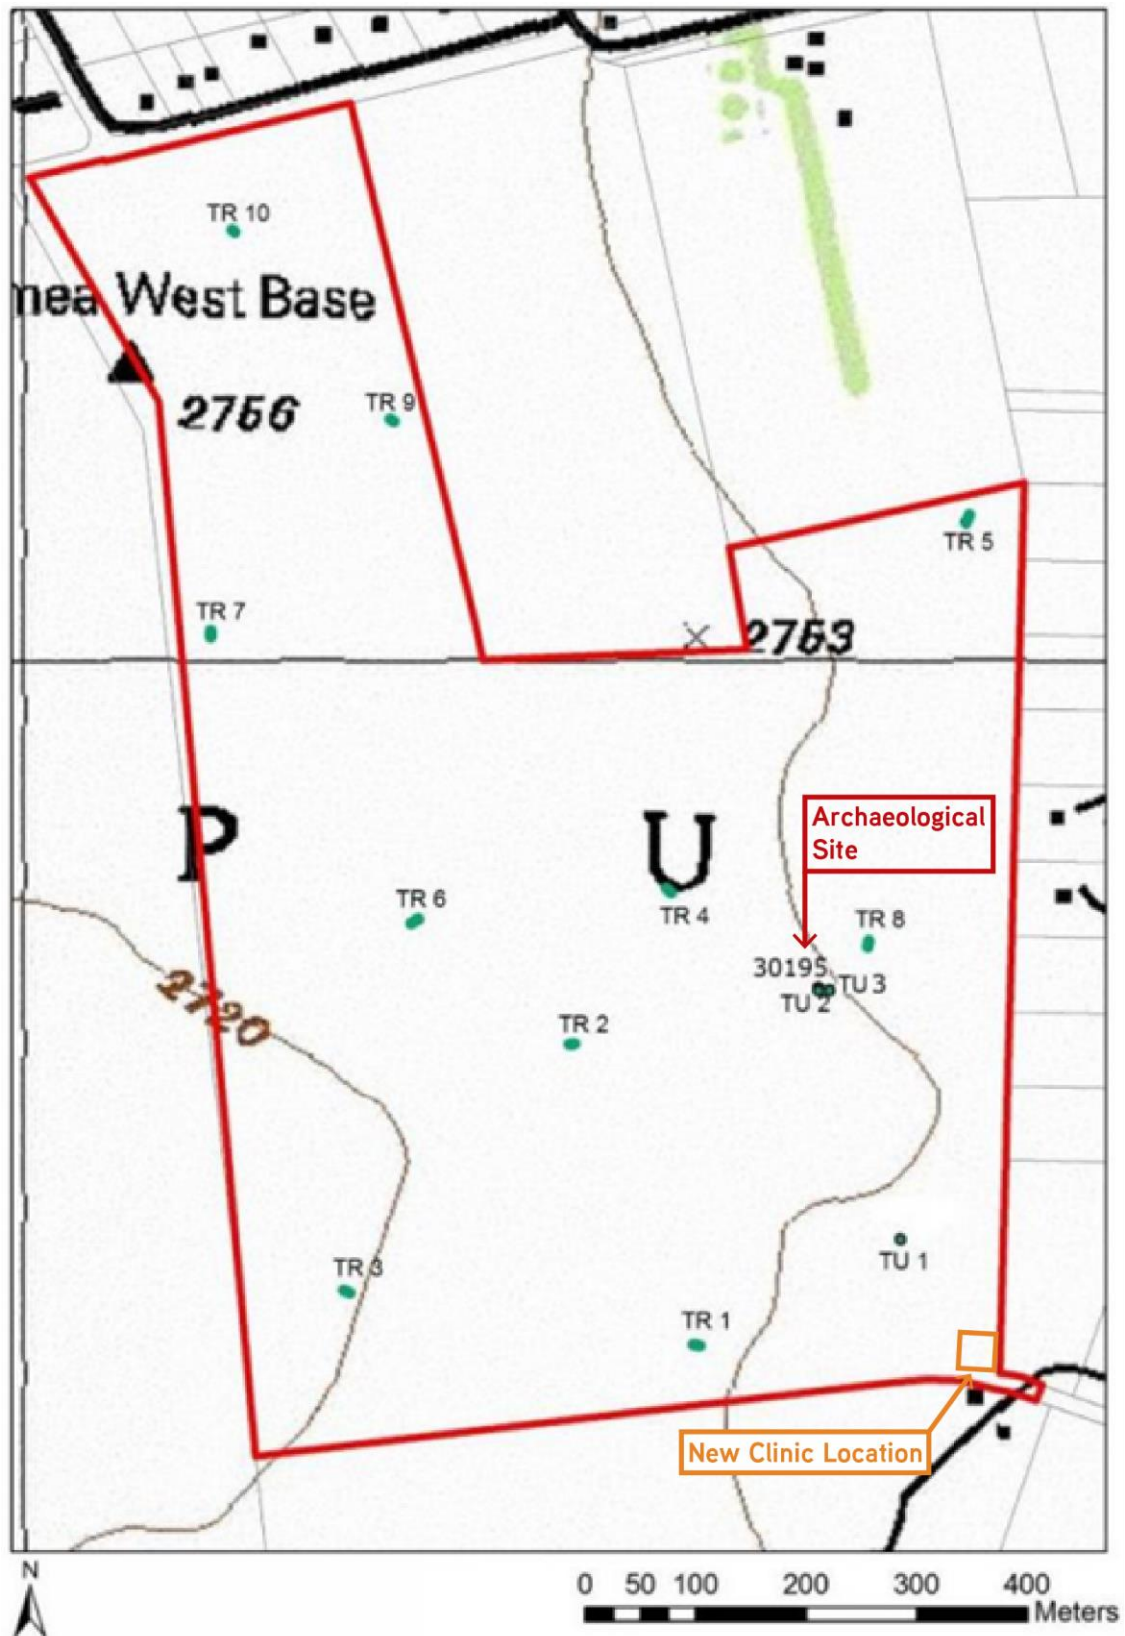 TR 10
mea West Base
TR 9
2756
TR 5
TR 7
2753
P
U
Archaeological
Site
TR 6
TR 4
TR 8
30195
TU 3
TU 2
2720
TR 2
TU 1
TR 3
TR 1
New Clinic Location
N
0 50 100 200 300 400
Meters